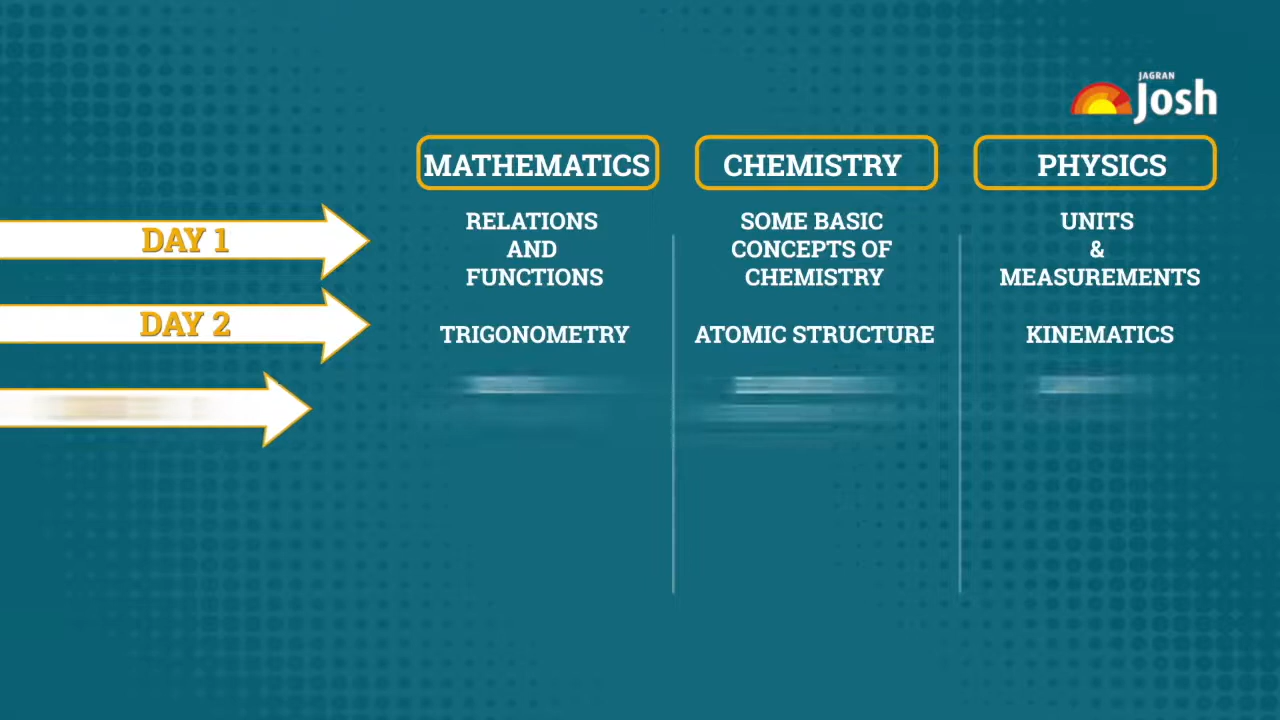 JAGRAN
Josh
MATHEMATICS CHEMISTRY PHYSICS
DAY 1
RELATIONS
AND
FUNCTIONS
SOME BASIC
CONCEPTS OF
CHEMISTRY
UNITS
&
MEASUREMENTS
DAY 2
TRIGONOMETRY
ATOMIC STRUCTURE
KINEMATICS